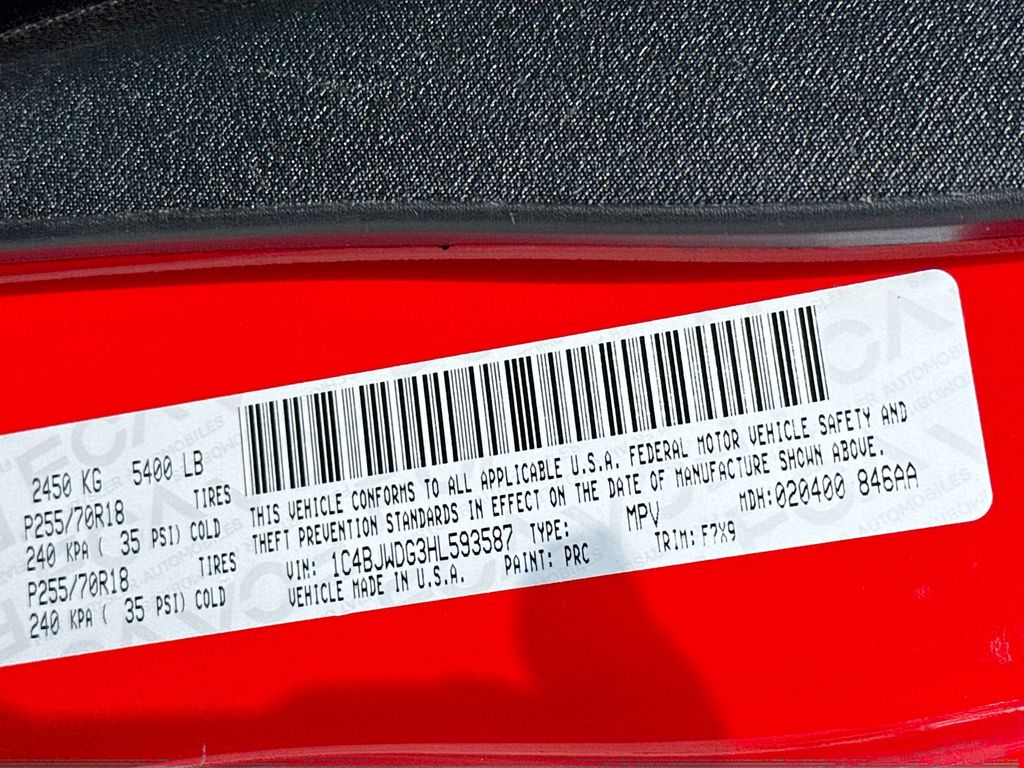 2450 KG 5400 LB
P255/70R18 TIRES
240 KPA ( 35 PSI) COLD
P255/70R18 TIRES
240 KPA ( 35 PSI) COLD
THIS VEHICLE CONFORMS TO ALL APPLICABLE U.S.A. FEDERAL MOTOR VEHICLE SAFETY AND
THEFT PREVENTION STANDARDS IN EFFECT ON THE DATE OF MANUFACTURE SHOWN ABOVE.
VIN: 1C4BJWDG3HL593587 TYPE: MPV MDH:020400 846AA
VEHICLE MADE IN U.S.A. PAINT: PRC TRIM: F7X9